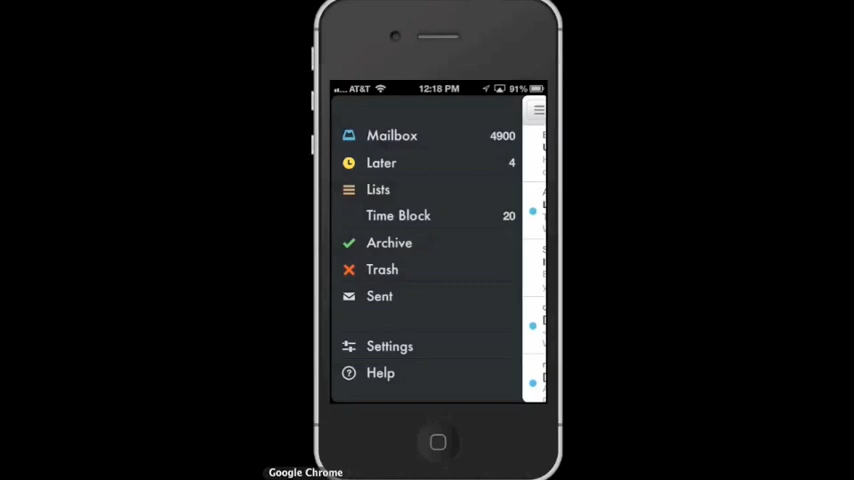 AT&T 12:18 PM 91%
Mailbox 4900
Later 4
Lists
Time Block 20
Archive
Trash
Sent
Settings
Help
Google Chrome